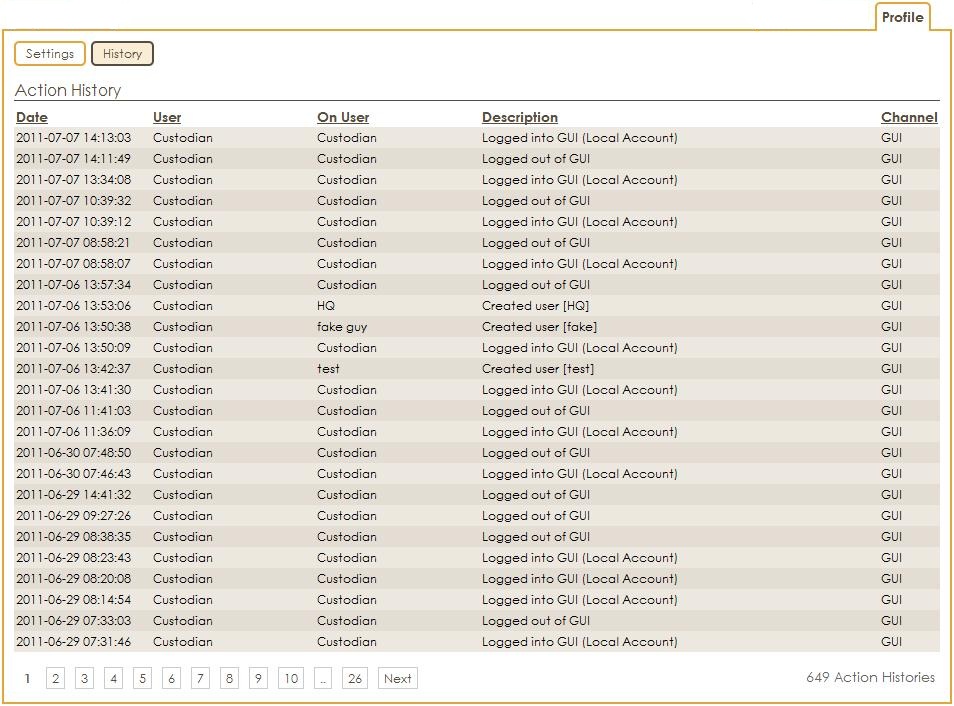 Profile
Settings History
Action History
Date User On User Description Channel
2011-07-07 14:13:03 Custodian Custodian Logged into GUI (Local Account) GUI
2011-07-07 14:11:49 Custodian Custodian Logged out of GUI GUI
2011-07-07 13:34:08 Custodian Custodian Logged into GUI (Local Account) GUI
2011-07-07 10:39:32 Custodian Custodian Logged out of GUI GUI
2011-07-07 10:39:12 Custodian Custodian Logged into GUI (Local Account) GUI
2011-07-07 08:58:21 Custodian Custodian Logged out of GUI GUI
2011-07-07 08:58:07 Custodian Custodian Logged into GUI (Local Account) GUI
2011-07-06 13:57:34 Custodian Custodian Logged out of GUI GUI
2011-07-06 13:53:06 Custodian HQ Created user [HQ] GUI
2011-07-06 13:50:38 Custodian fake guy Created user [fake] GUI
2011-07-06 13:50:09 Custodian Custodian Logged into GUI (Local Account) GUI
2011-07-06 13:42:37 Custodian test Created user [test] GUI
2011-07-06 13:41:30 Custodian Custodian Logged into GUI (Local Account) GUI
2011-07-06 11:41:03 Custodian Custodian Logged out of GUI GUI
2011-07-06 11:36:09 Custodian Custodian Logged into GUI (Local Account) GUI
2011-06-30 07:48:50 Custodian Custodian Logged out of GUI GUI
2011-06-30 07:46:43 Custodian Custodian Logged into GUI (Local Account) GUI
2011-06-29 14:41:32 Custodian Custodian Logged out of GUI GUI
2011-06-29 09:27:26 Custodian Custodian Logged out of GUI GUI
2011-06-29 08:38:35 Custodian Custodian Logged out of GUI GUI
2011-06-29 08:23:43 Custodian Custodian Logged into GUI (Local Account) GUI
2011-06-29 08:20:08 Custodian Custodian Logged into GUI (Local Account) GUI
2011-06-29 08:14:54 Custodian Custodian Logged into GUI (Local Account) GUI
2011-06-29 07:33:03 Custodian Custodian Logged out of GUI GUI
2011-06-29 07:31:46 Custodian Custodian Logged into GUI (Local Account) GUI
1 2 3 4 5 6 7 8 9 10 .. 26 Next 649 Action Histories